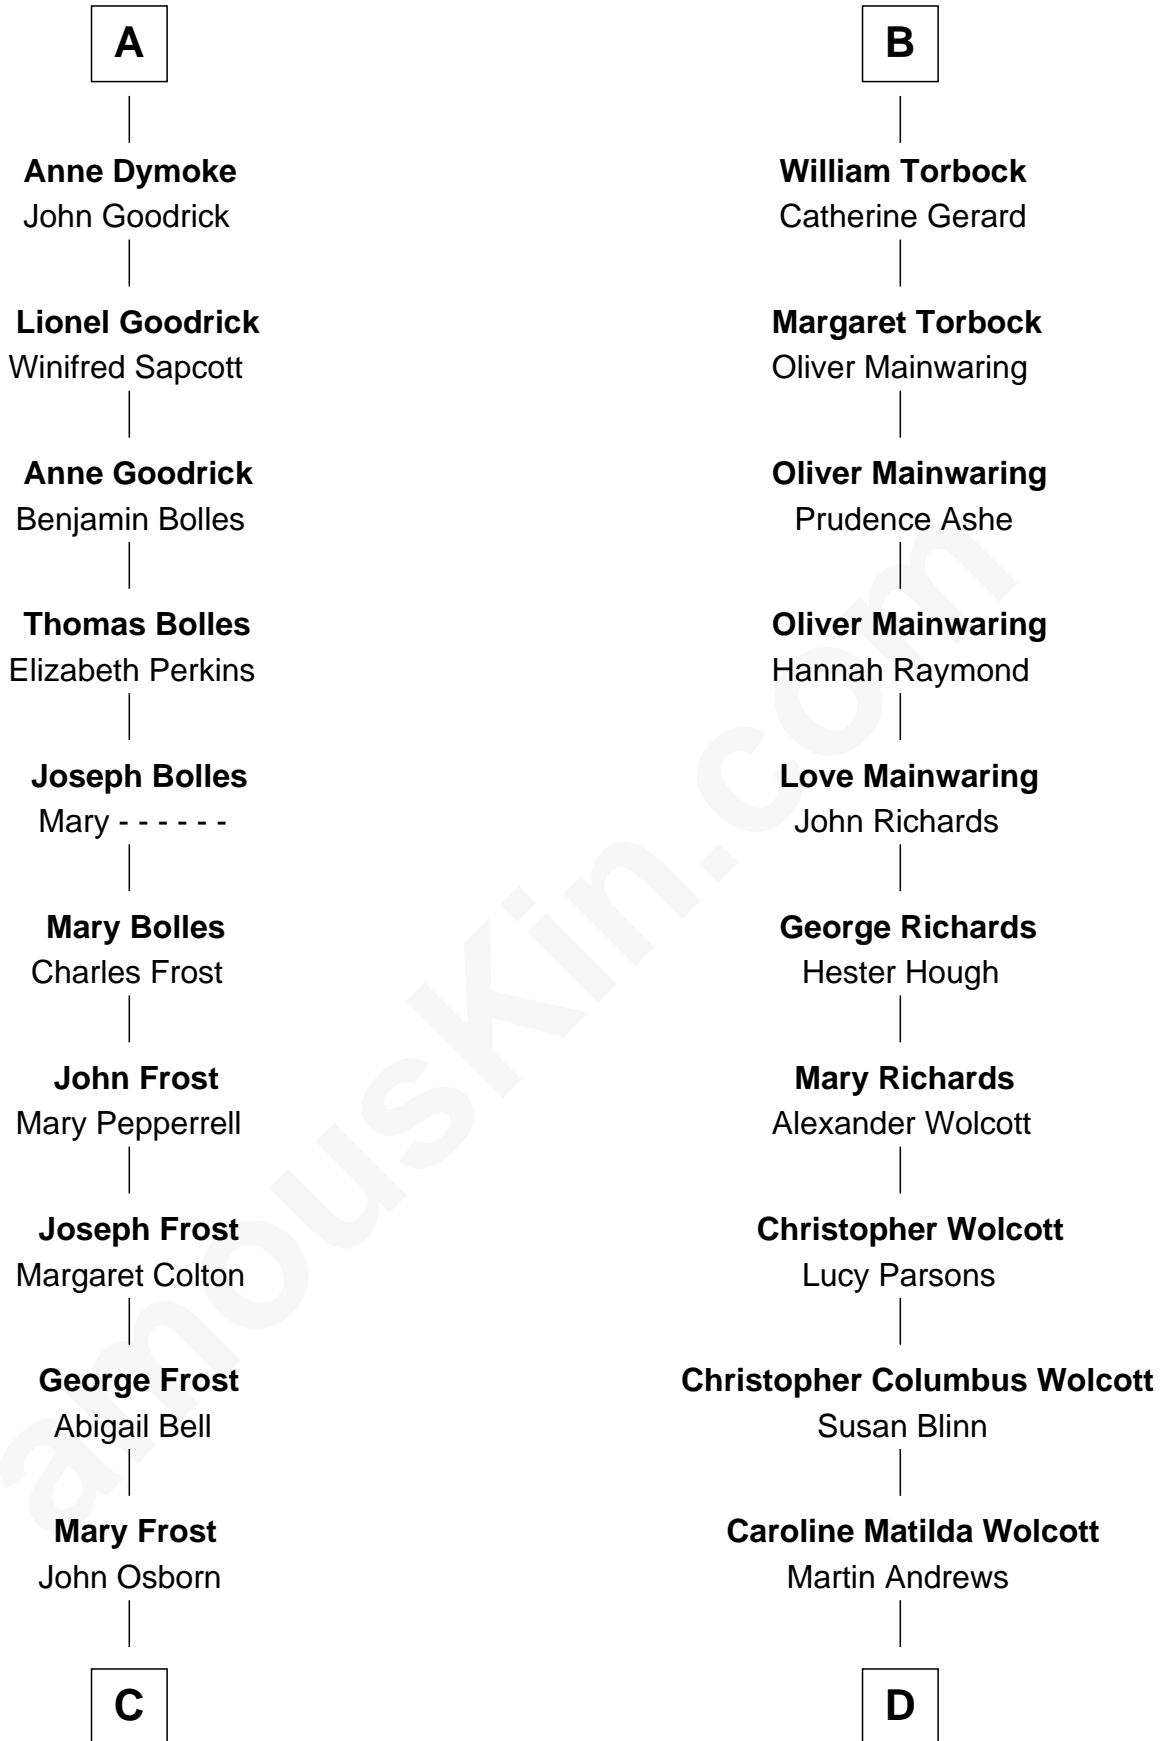 A
Anne Dymoke
John Goodrick
Lionel Goodrick
Winifred Sapcott
Anne Goodrick
Benjamin Bolles
Thomas Bolles
Elizabeth Perkins
Joseph Bolles
Mary - - - - - -
Mary Bolles
Charles Frost
John Frost
Mary Pepperrell
Joseph Frost
Margaret Colton
George Frost
Abigail Bell
Mary Frost
John Osborn
C
B
William Torbock
Catherine Gerard
Margaret Torbock
Oliver Mainwaring
Oliver Mainwaring
Prudence Ashe
Oliver Mainwaring
Hannah Raymond
Love Mainwaring
John Richards
George Richards
Hester Hough
Mary Richards
Alexander Wolcott
Christopher Wolcott
Lucy Parsons
Christopher Columbus Wolcott
Susan Blinn
Caroline Matilda Wolcott
Martin Andrews
D
amousKin.com